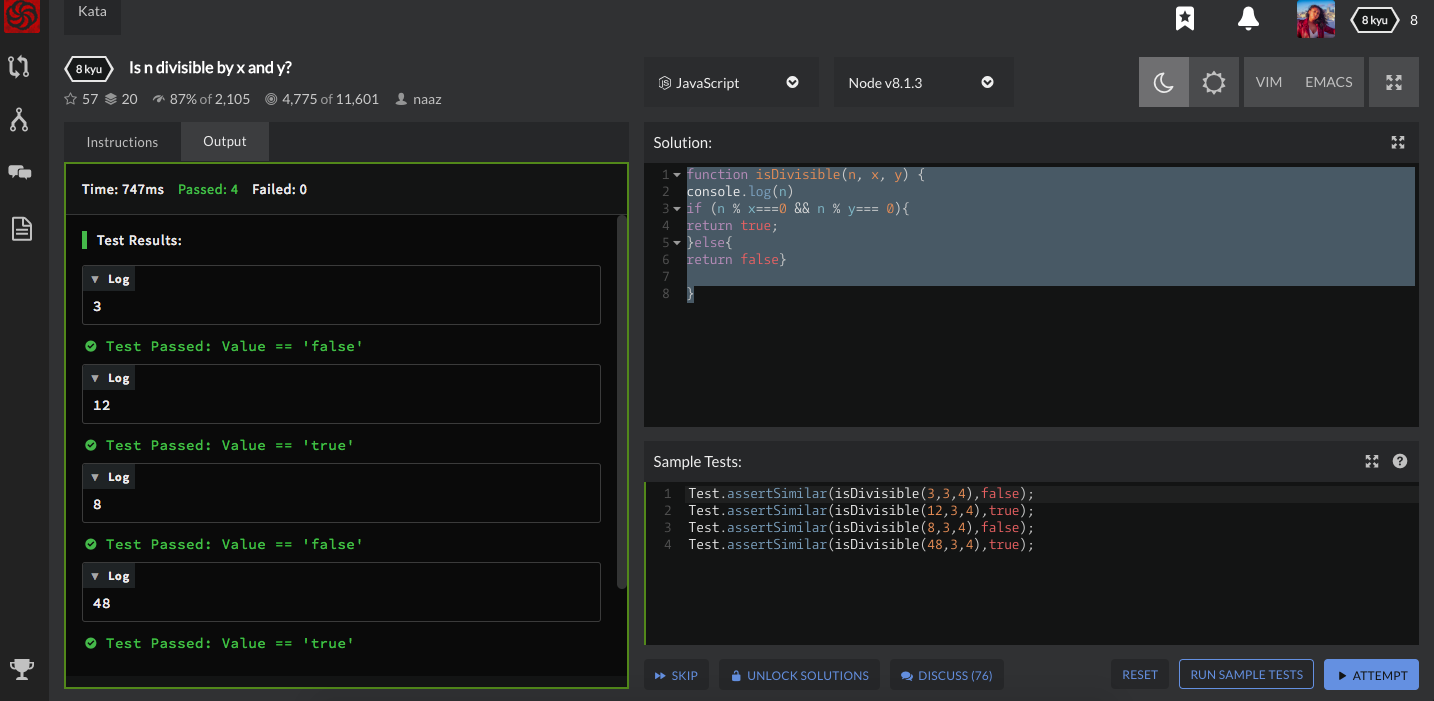 Kata
8 kyu
8
8 kyu Is n divisible by x and y?
57 20 87% of 2,105 4,775 of 11,601 naaz
JavaScript
Node v8.1.3
VIM EMACS
Instructions Output
Time: 747ms Passed: 4 Failed: 0
Test Results:
▼ Log
3
Test Passed: Value == 'false'
▼ Log
12
Test Passed: Value == 'true'
▼ Log
8
Test Passed: Value == 'false'
▼ Log
48
Test Passed: Value == 'true'
Solution:
1 function isDivisible(n, x, y) {
2 console.log(n)
3 if (n % x===0 && n % y=== 0){
4 return true;
5 }else{
6 return false}
7
8 }
Sample Tests:
1 Test.assertSimilar(isDivisible(3,3,4),false);
2 Test.assertSimilar(isDivisible(12,3,4),true);
3 Test.assertSimilar(isDivisible(8,3,4),false);
4 Test.assertSimilar(isDivisible(48,3,4),true);
SKIP UNLOCK SOLUTIONS DISCUSS (76) RESET RUN SAMPLE TESTS ATTEMPT